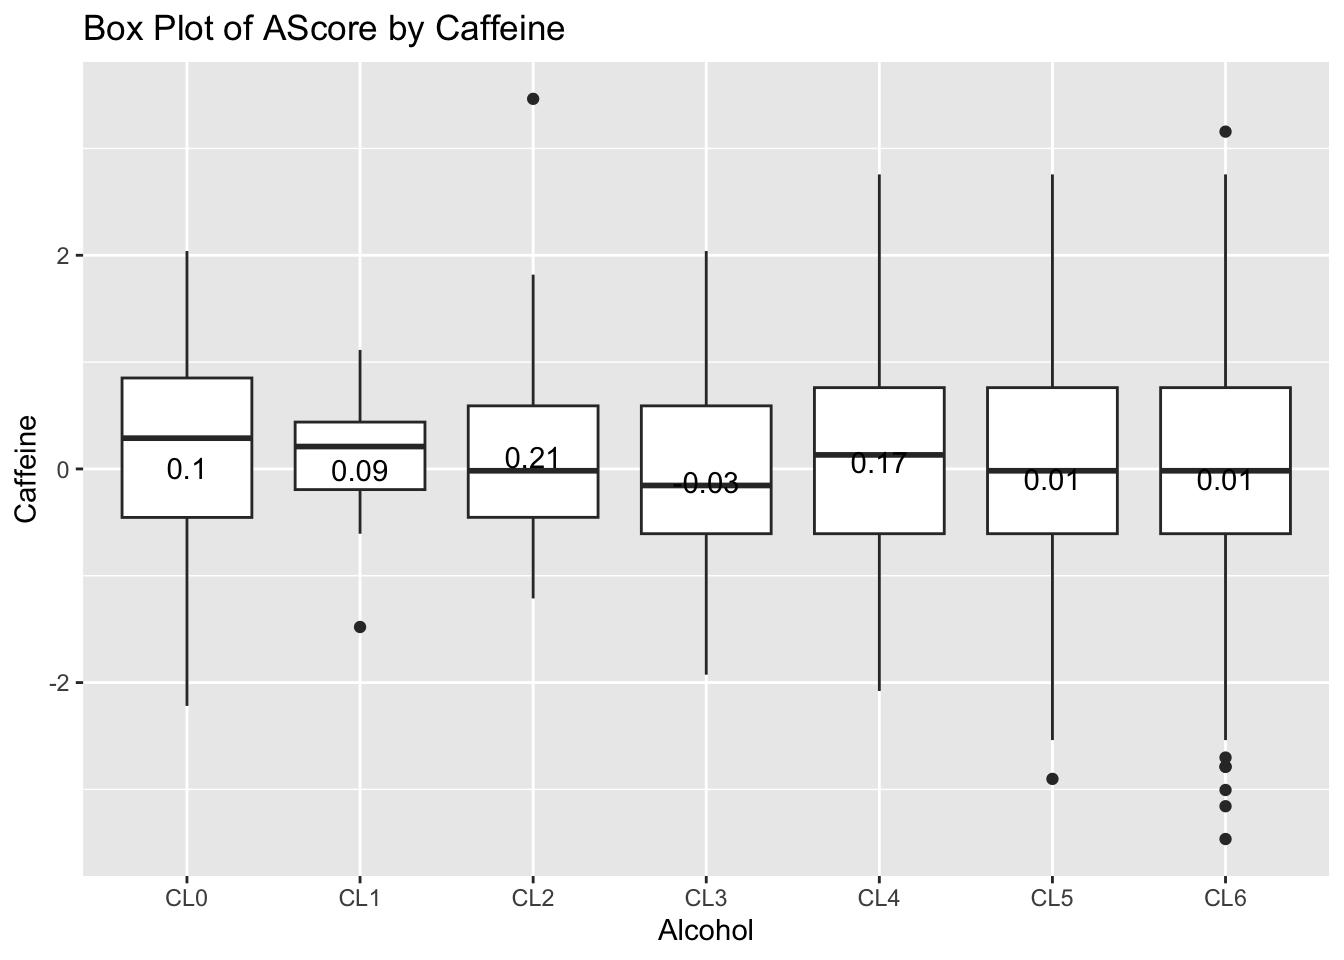 Box Plot of AScore by Caffeine
Caffeine
2
0
-2
0.1
0.09
0.21
-0.03
0.17
0.01
0.01
CL0 CL1 CL2 CL3 CL4 CL5 CL6
Alcohol